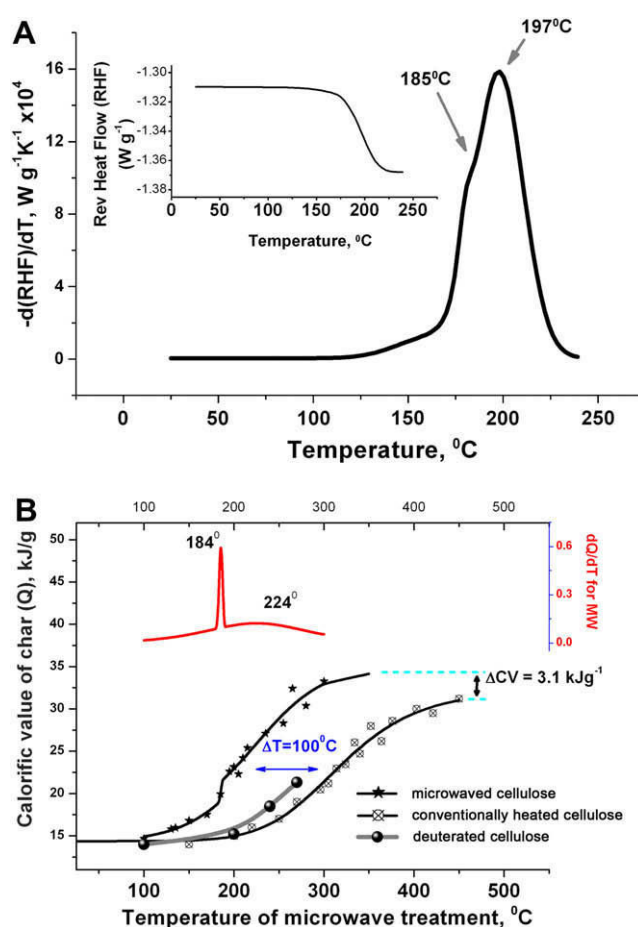 A
197⁰C
185⁰C
-d(RHF)/dT, W g⁻¹K⁻¹ x10⁴
16
12
8
4
0
Rev Heat Flow (RHF)
(W g⁻¹)
-1.30
-1.32
-1.34
-1.36
-1.38
0 50 100 150 200 250
Temperature, ⁰C
0 50 100 150 200 250
Temperature, ⁰C
B
100 200 300 400 500
Calorific value of char (Q), kJ/g
50
45
40
35
30
25
20
15
10
184⁰
224⁰
0.6
0.3
0.0
dQ/dT for MW
ΔCV = 3.1 kJg⁻¹
ΔT=100⁰C
microwaved cellulose
conventionally heated cellulose
deuterated cellulose
100 200 300 400 500
Temperature of microwave treatment, ⁰C